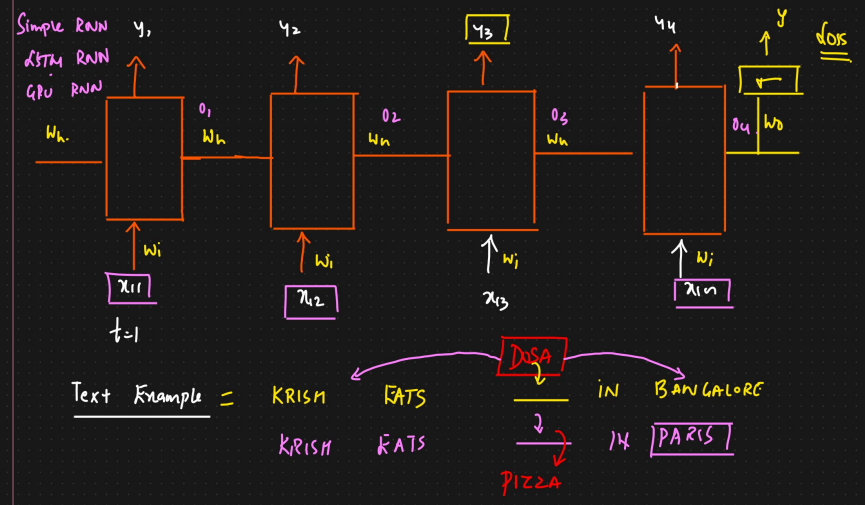 Simple RNN y₁ y₂ y₃ y₄ y loss
LSTM RNN
GRU RNN
Wh. O₁ Wh O₂ Wh O₃ Wh O₄ W₀
Wi Wi Wi Wi
x₁₁ x₁₂ x₁₃ x₁ₙ
t=1
DOSA
Text Example = KRISH EATS IN BANGALORE
KRISH EATS IN PARIS
PIZZA